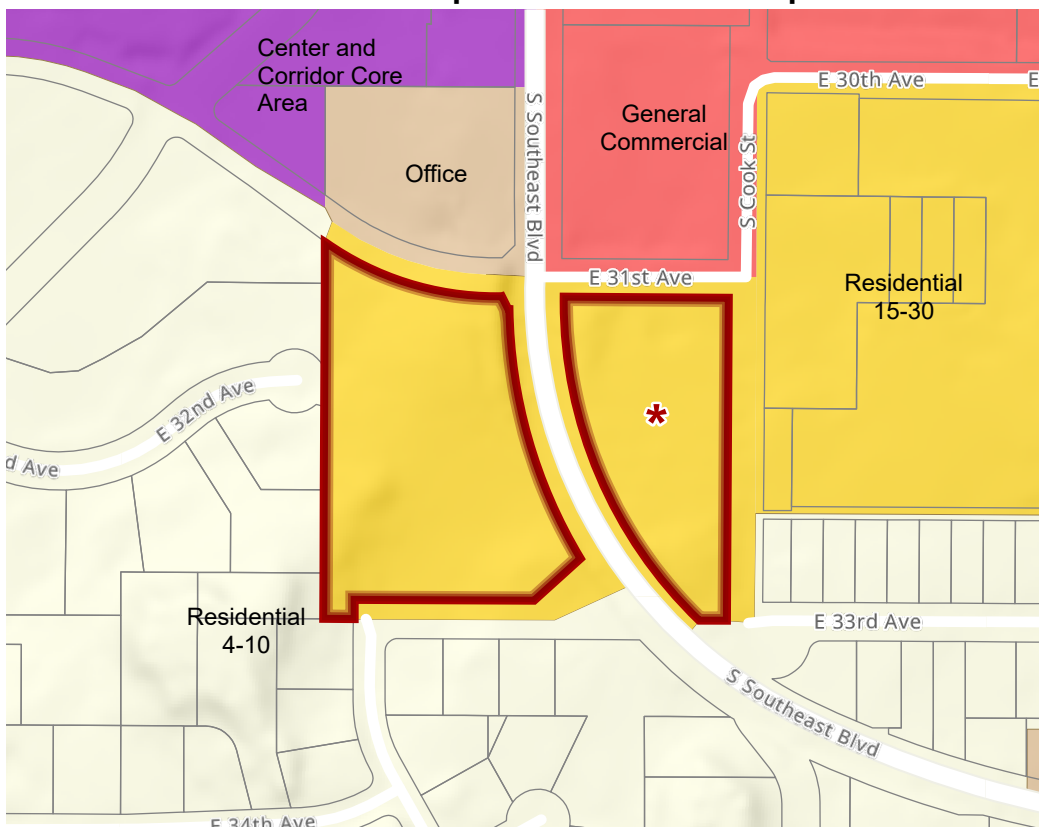 Center and
Corridor Core
Area
E 30th Ave
E
General
Commercial
S Southeast Blvd
S Cook St
Office
E 31st Ave
Residential
15-30
*
E 32nd Ave
d Ave
Residential
4-10
E 33rd Ave
S Southeast Blvd
E 34th Ave